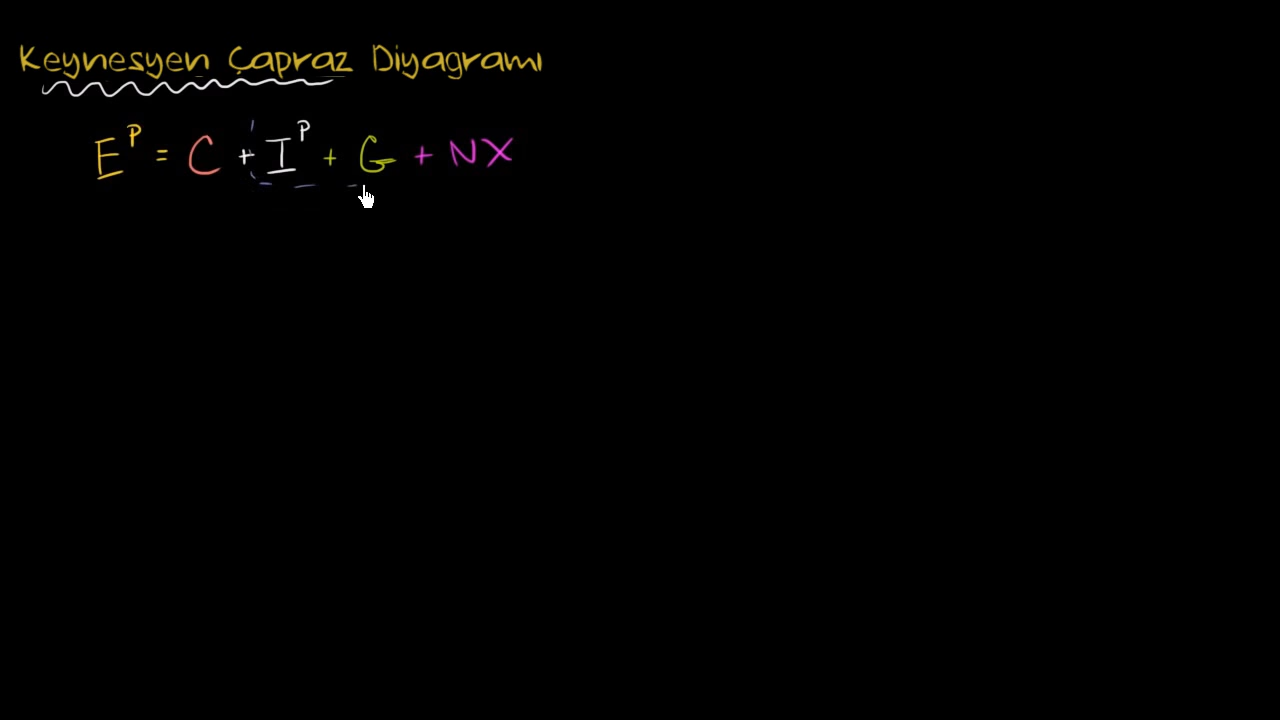 Keynesyen Çapraz Diyagramı
E^P = C + I^P + G + NX